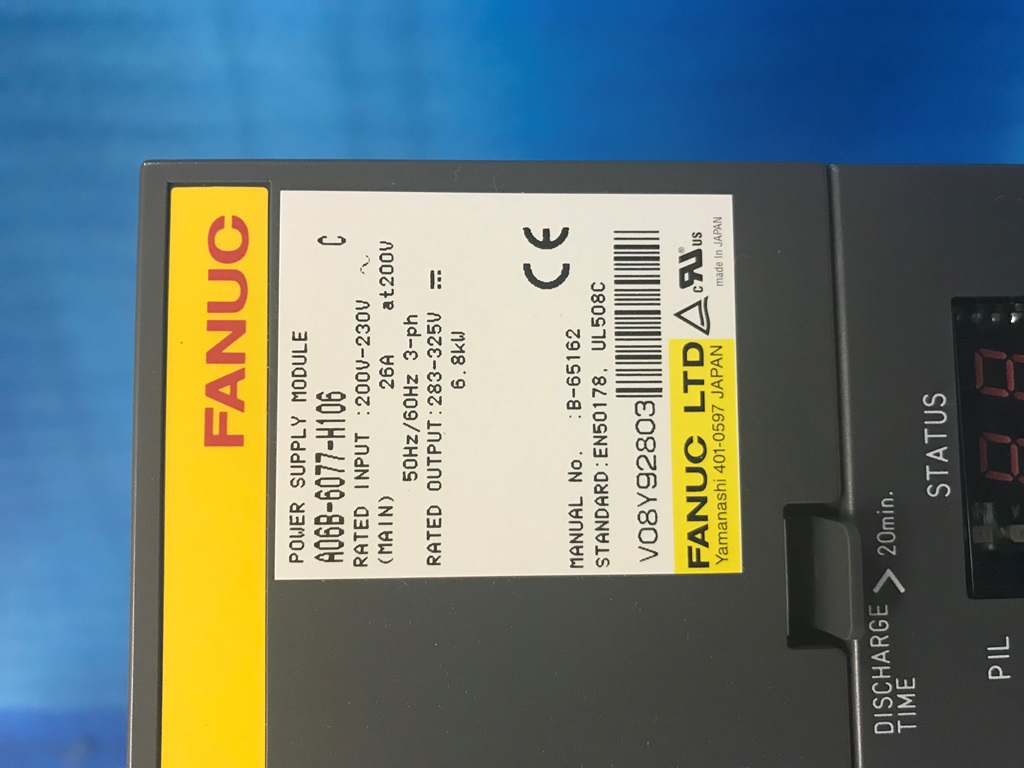 FANUC
POWER SUPPLY MODULE
A06B-6077-H106 C
RATED INPUT :200V-230V ~
(MAIN) 26A at200V
50Hz/60Hz 3-ph
RATED OUTPUT:283-325V
6.8kW
MANUAL No. :B-65162
STANDARD:EN50178, UL508C
CE
V08Y92803
FANUC LTD
Yamanashi 401-0597 JAPAN
c RU® US
made in JAPAN
DISCHARGE > 20min.
TIME
STATUS
PIL